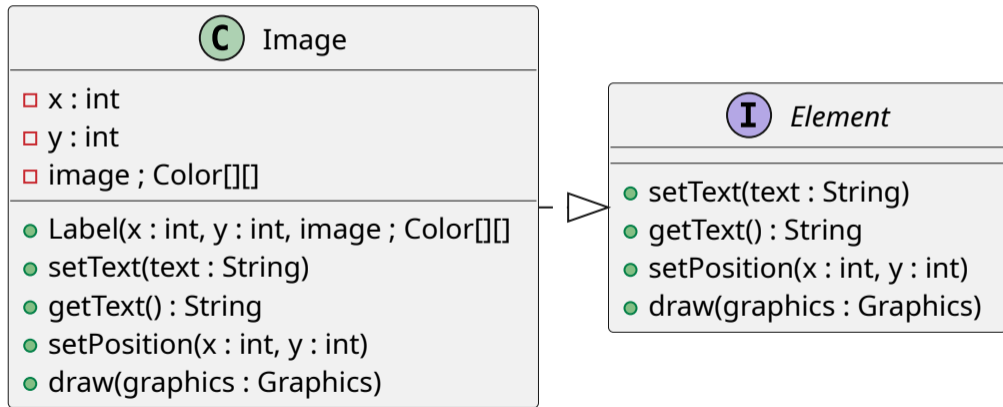 C Image
x : int
y : int
image ; Color[][]
Label(x : int, y : int, image ; Color[][]
setText(text : String)
getText() : String
setPosition(x : int, y : int)
draw(graphics : Graphics)
I Element
setText(text : String)
getText() : String
setPosition(x : int, y : int)
draw(graphics : Graphics)